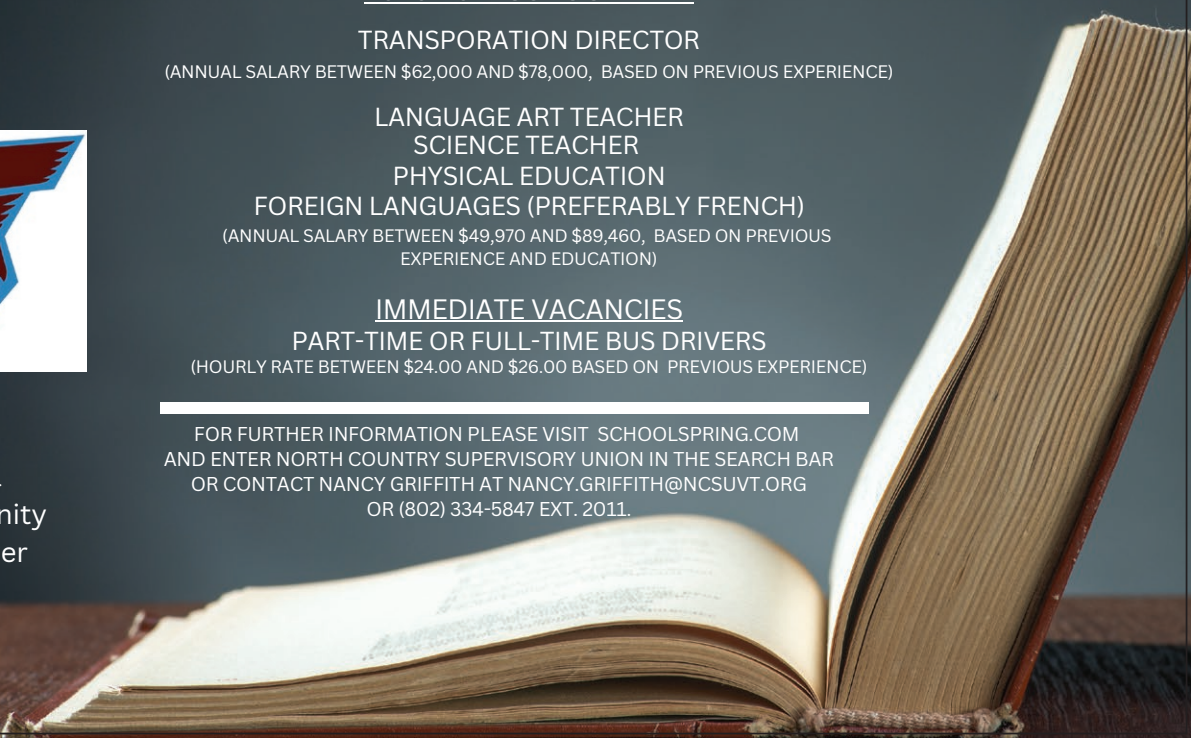 TRANSPORATION DIRECTOR
(ANNUAL SALARY BETWEEN $62,000 AND $78,000, BASED ON PREVIOUS EXPERIENCE)
LANGUAGE ART TEACHER
SCIENCE TEACHER
PHYSICAL EDUCATION
FOREIGN LANGUAGES (PREFERABLY FRENCH)
(ANNUAL SALARY BETWEEN $49,970 AND $89,460, BASED ON PREVIOUS
EXPERIENCE AND EDUCATION)
IMMEDIATE VACANCIES
PART-TIME OR FULL-TIME BUS DRIVERS
(HOURLY RATE BETWEEN $24.00 AND $26.00 BASED ON PREVIOUS EXPERIENCE)
FOR FURTHER INFORMATION PLEASE VISIT SCHOOLSPRING.COM
AND ENTER NORTH COUNTRY SUPERVISORY UNION IN THE SEARCH BAR
OR CONTACT NANCY GRIFFITH AT NANCY.GRIFFITH@NCSUVT.ORG
OR (802) 334-5847 EXT. 2011.
nity
er